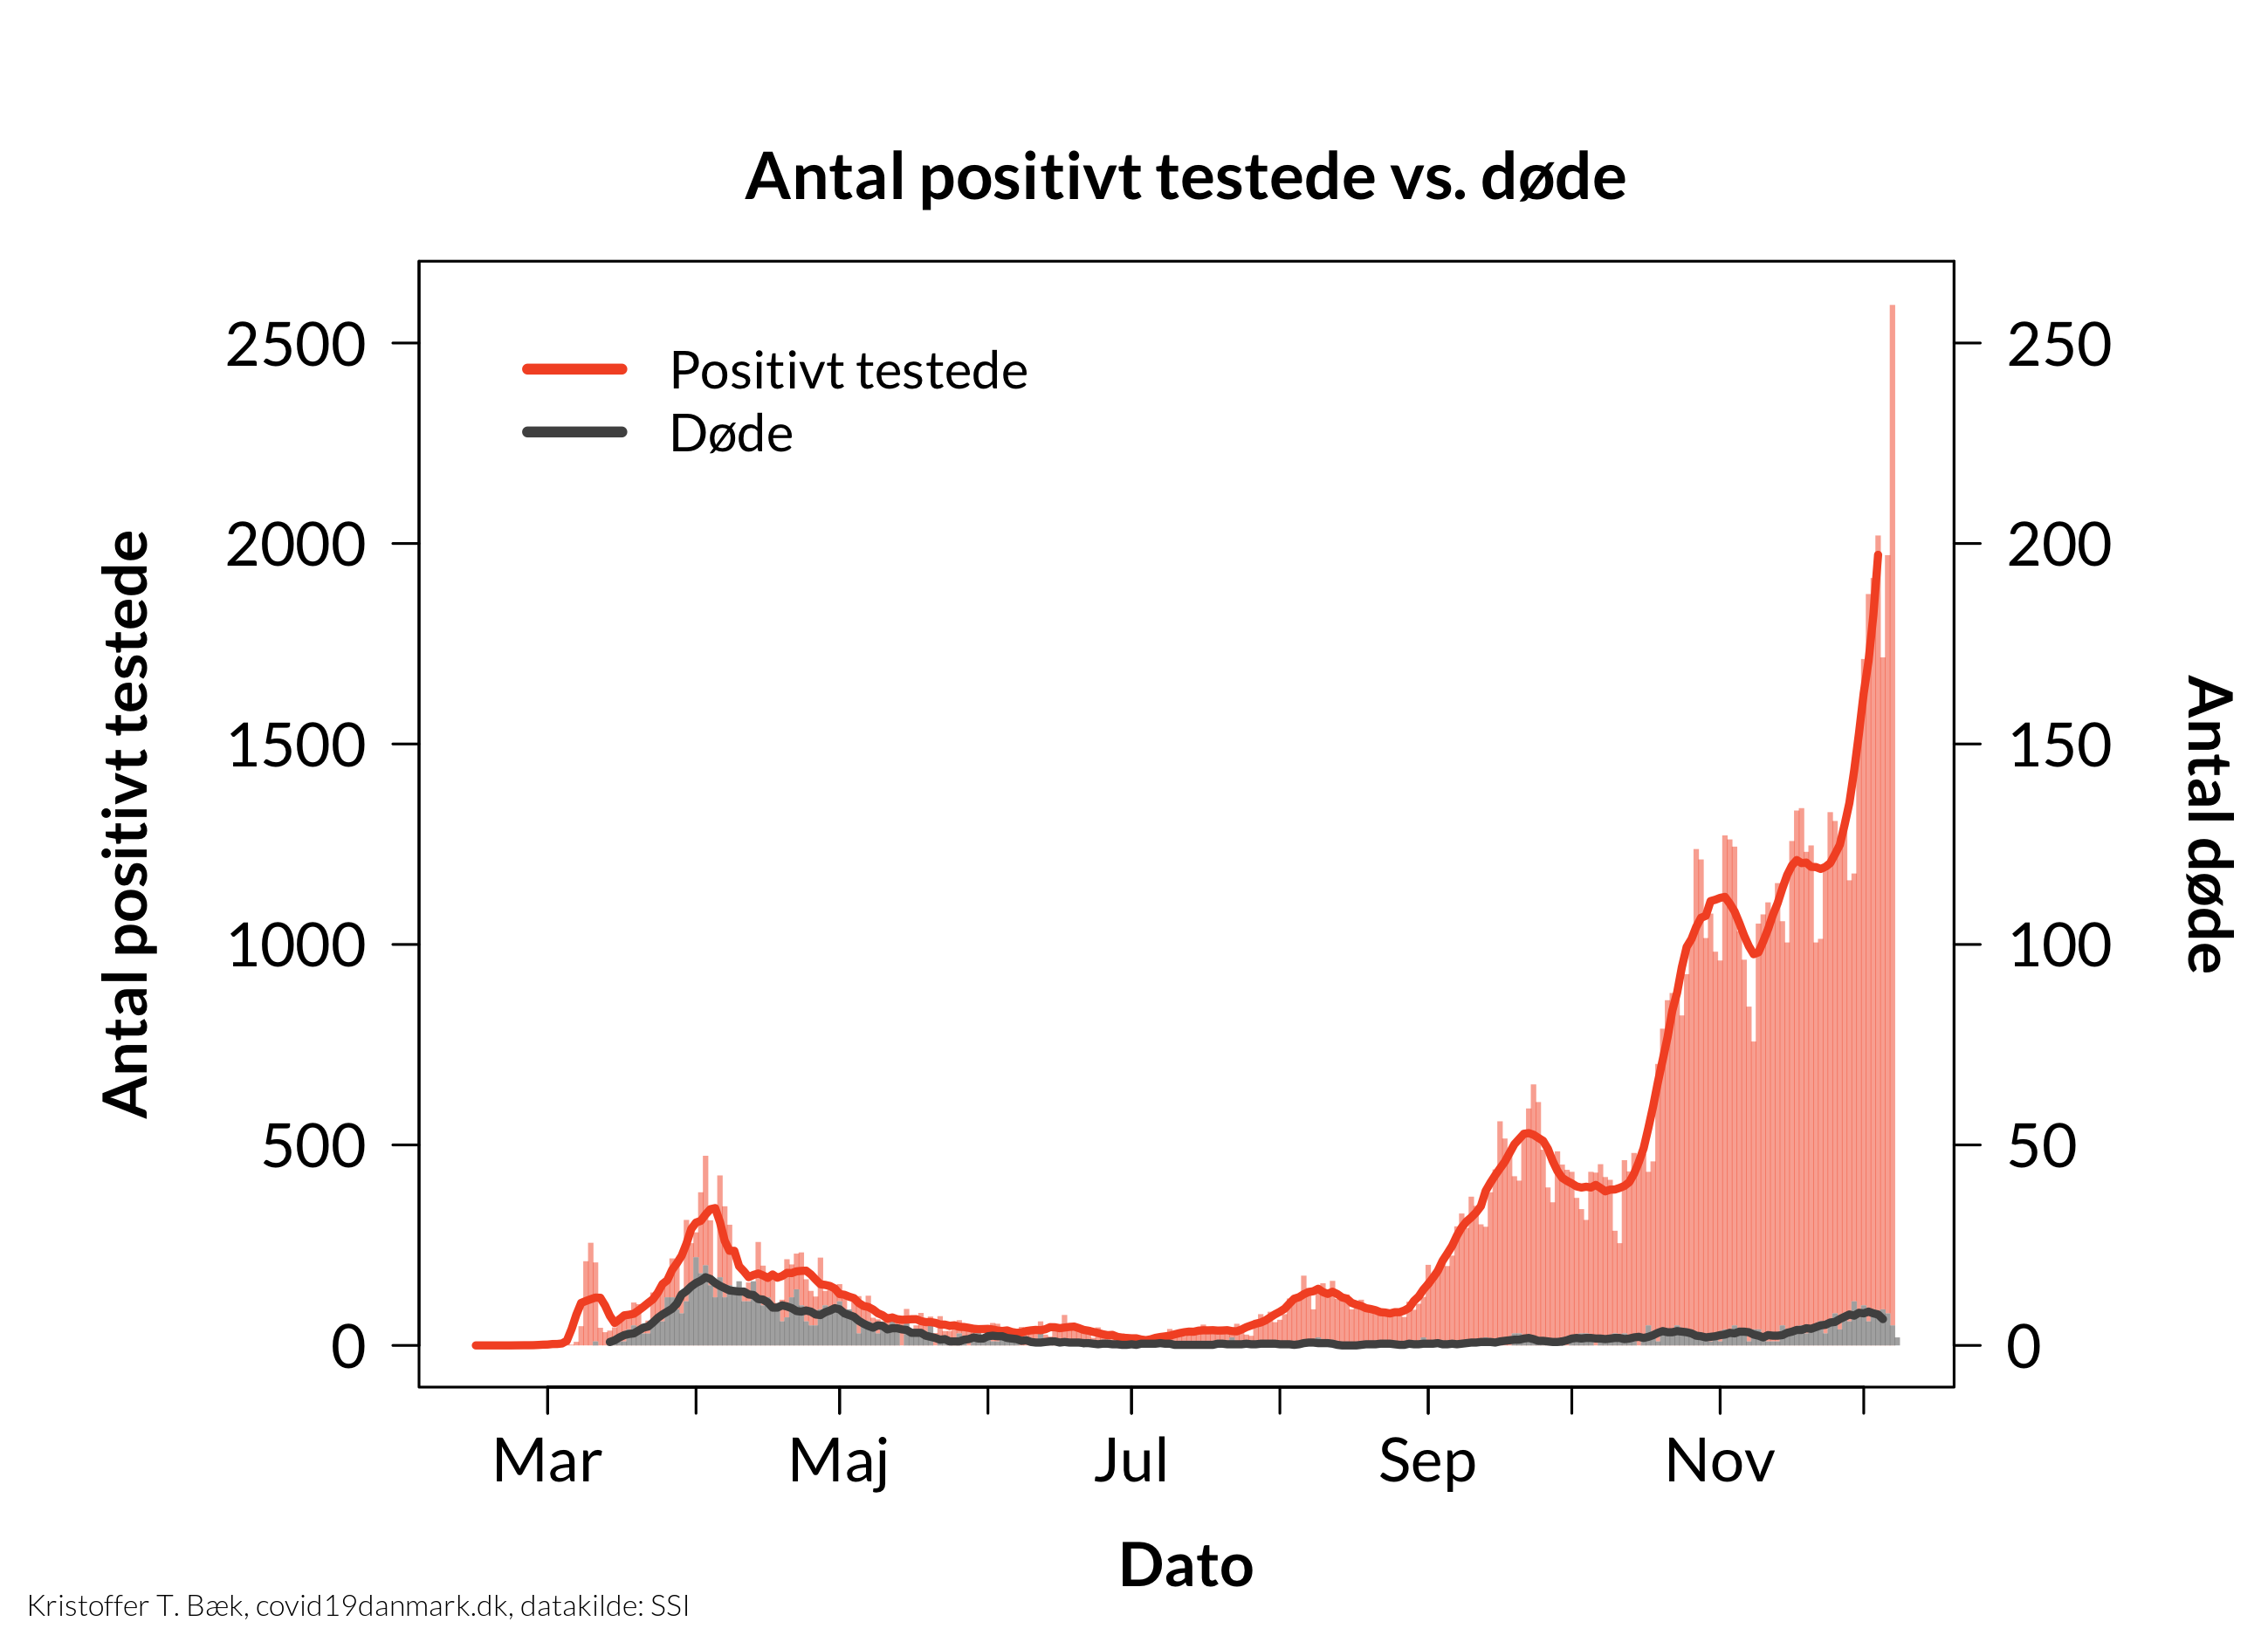 Antal positivt testede vs. døde
Positivt testede
Døde
2500
2000
1500
1000
500
0
Antal positivt testede
250
200
150
100
50
0
Antal døde
Mar Maj Jul Sep Nov
Dato
Kristoffer T. Bæk, covid19danmark.dk, datakilde: SSI